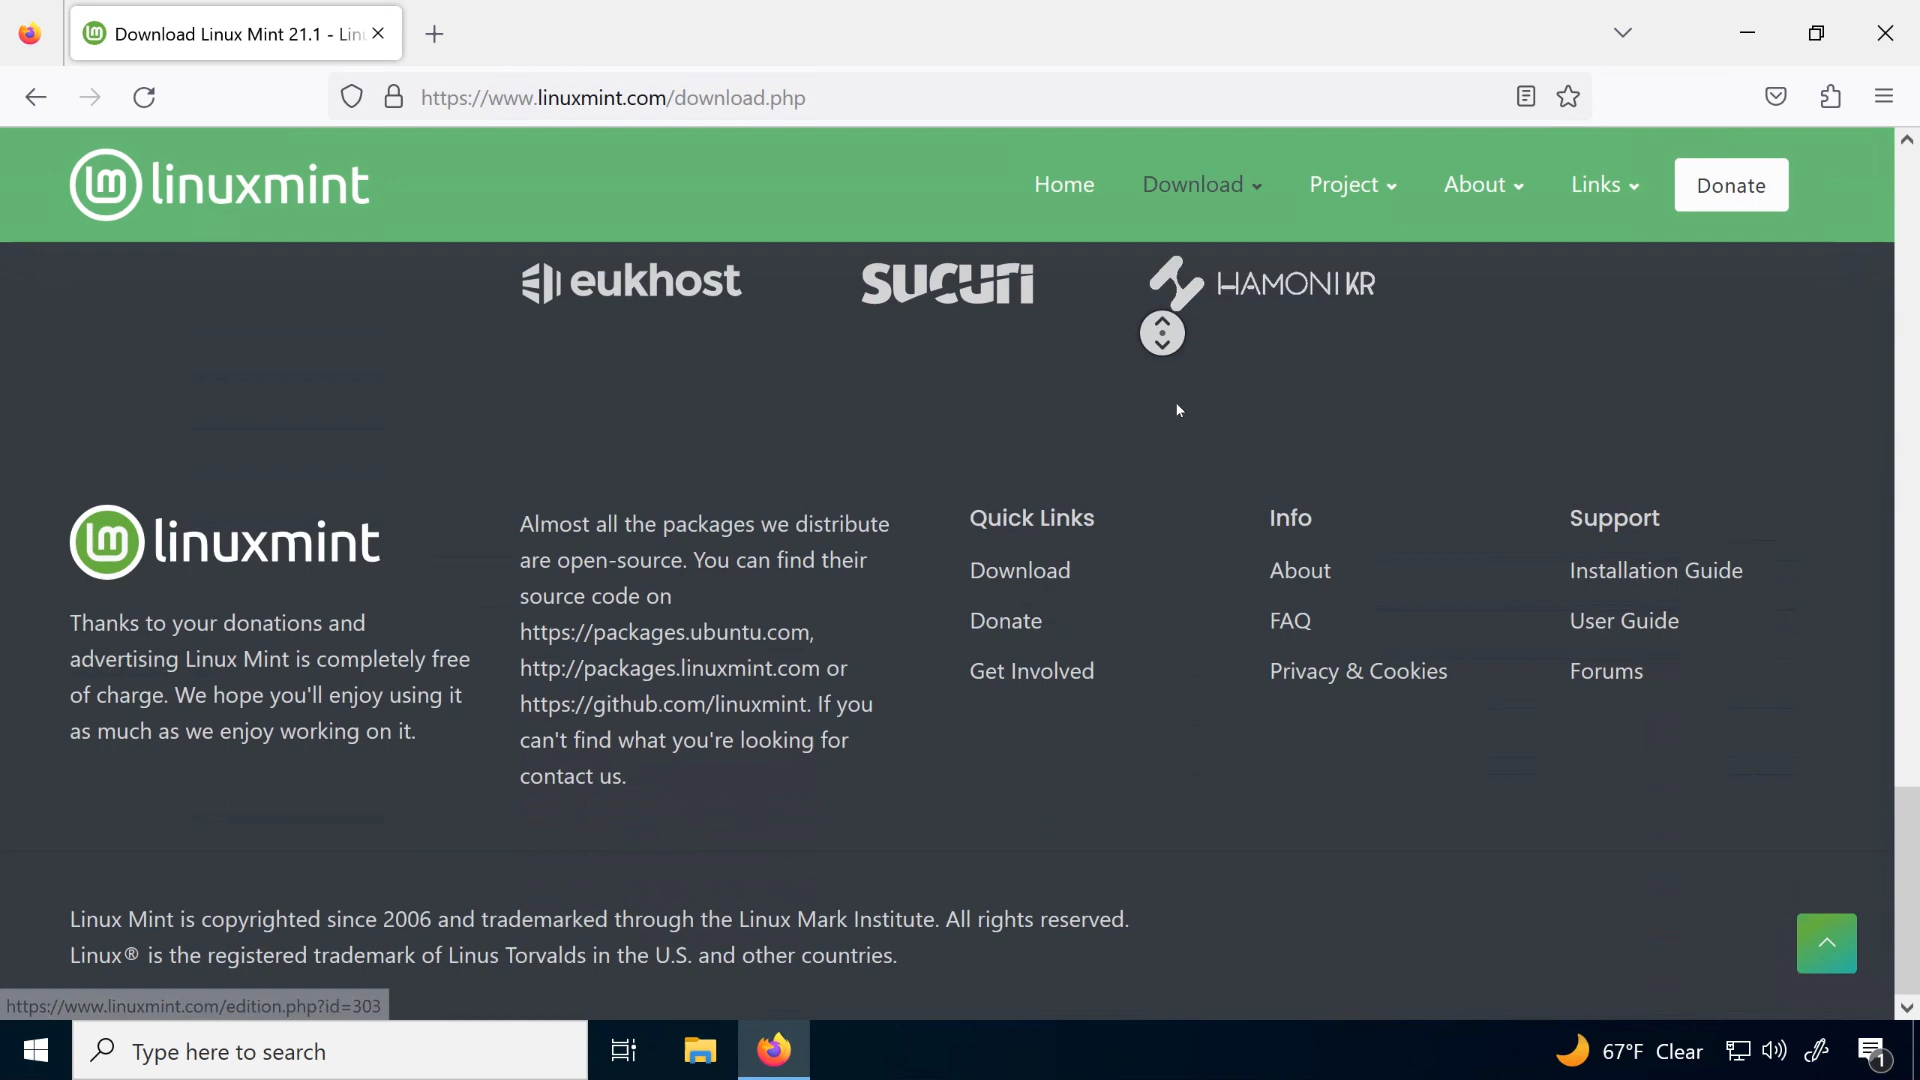 Download Linux Mint 21.1 - Lin
https://www.linuxmint.com/download.php
linuxmint
Home
Download
Project
About
Links
Donate
eukhost
sucuri
HAMONIKR
linuxmint
Thanks to your donations and
advertising Linux Mint is completely free
of charge. We hope you'll enjoy using it
as much as we enjoy working on it.
Almost all the packages we distribute
are open-source. You can find their
source code on
https://packages.ubuntu.com,
http://packages.linuxmint.com or
https://github.com/linuxmint. If you
can't find what you're looking for
contact us.
Quick Links
Download
Donate
Get Involved
Info
About
FAQ
Privacy & Cookies
Support
Installation Guide
User Guide
Forums
Linux Mint is copyrighted since 2006 and trademarked through the Linux Mark Institute. All rights reserved.
Linux® is the registered trademark of Linus Torvalds in the U.S. and other countries.
https://www.linuxmint.com/edition.php?id=303
Type here to search
67°F Clear
1